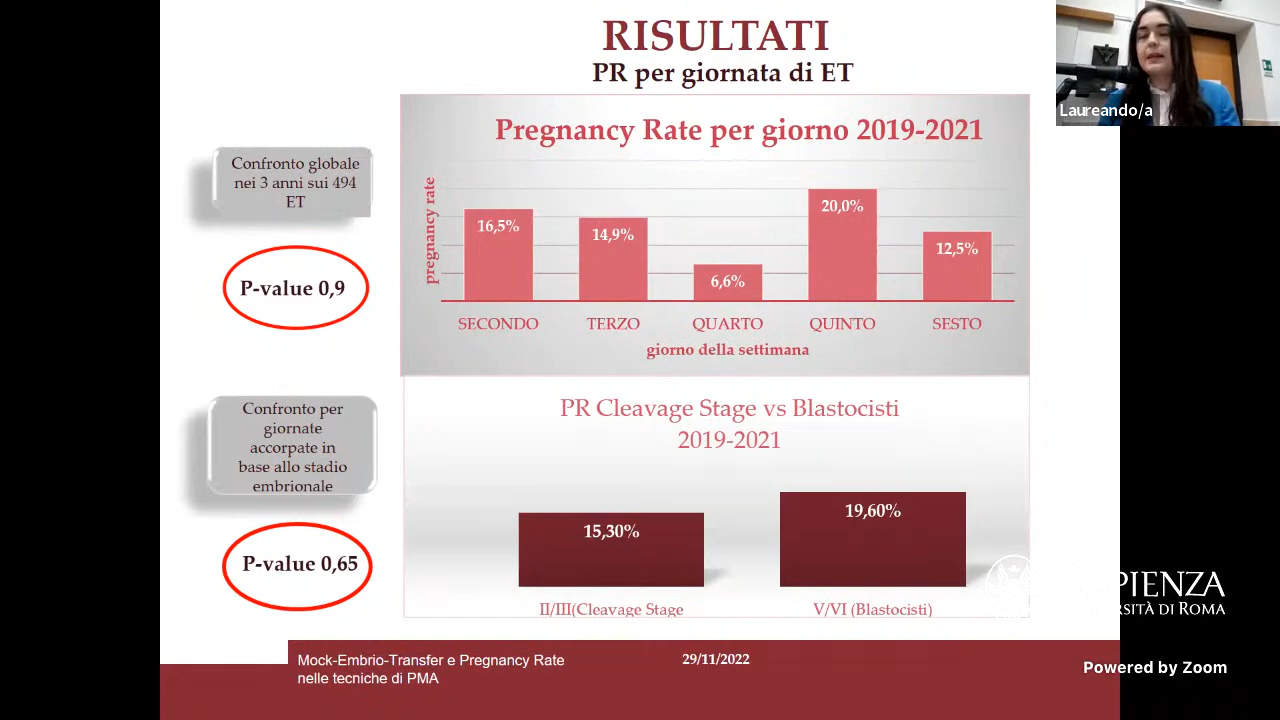 RISULTATI
PR per giornata di ET
Laureando/a
Confronto globale
nei 3 anni sui 494
ET
P-value 0,9
Pregnancy Rate per giorno 2019-2021
pregnancy rate
16,5%
14,9%
6,6%
20,0%
12,5%
SECONDO
TERZO
QUARTO
QUINTO
SESTO
giorno della settimana
Confronto per
giornate
accorpate in
base allo stadio
embrionale
P-value 0,65
PR Cleavage Stage vs Blastocisti
2019-2021
15,30%
19,60%
II/III(Cleavage Stage
V/VI (Blastocisti)
PIENZA
RSITÀ DI ROMA
Mock-Embrio-Transfer e Pregnancy Rate
nelle tecniche di PMA
29/11/2022
Powered by Zoom